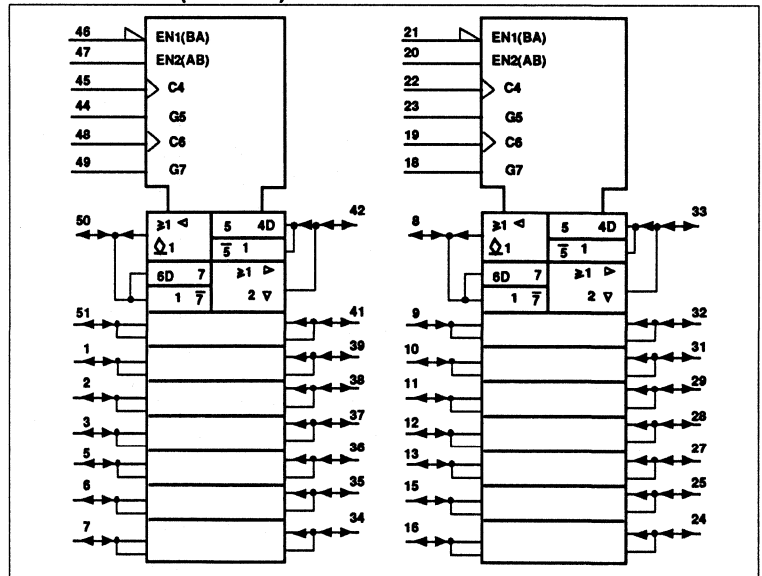 46 EN1(BA)
47 EN2(AB)
45 C4
44 G5
48 C6
49 G7
50 ≥1 ◁ 5 4D 42
◇1 5̅ 1
6D 7 ≥1 ▷
1 7̅ 2 ▽
51 41
1 39
2 38
3 37
5 36
6 35
7 34
21 EN1(BA)
20 EN2(AB)
22 C4
23 G5
19 C6
18 G7
8 ≥1 ◁ 5 4D 33
◇1 5̅ 1
6D 7 ≥1 ▷
1 7̅ 2 ▽
9 32
10 31
11 29
12 28
13 27
15 25
16 24